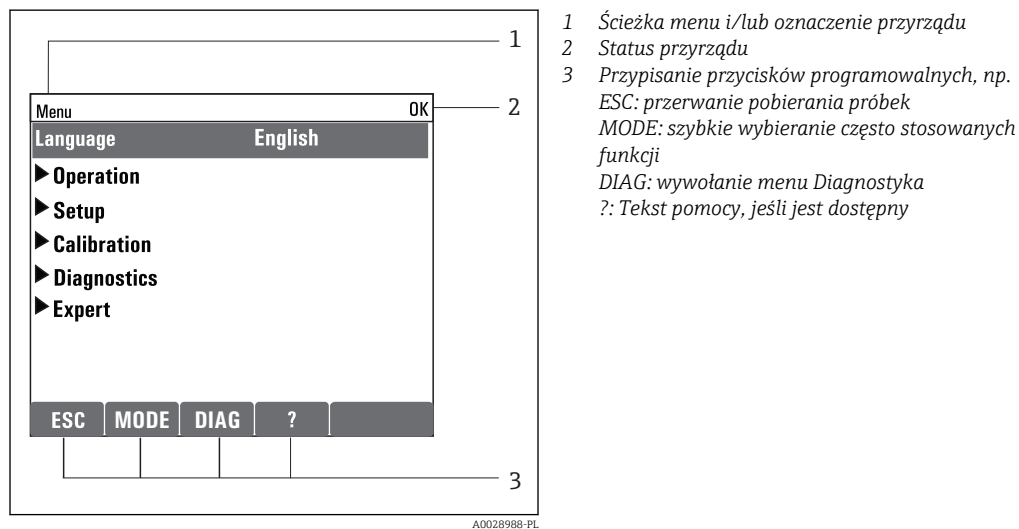 1
2
Menu OK
Language English
Operation
Setup
Calibration
Diagnostics
Expert
ESC MODE DIAG ?
3
A0028988-PL
1 Ścieżka menu i/lub oznaczenie przyrządu
2 Status przyrządu
3 Przypisanie przycisków programowalnych, np.
ESC: przerwanie pobierania próbek
MODE: szybkie wybieranie często stosowanych
funkcji
DIAG: wywołanie menu Diagnostyka
?: Tekst pomocy, jeśli jest dostępny